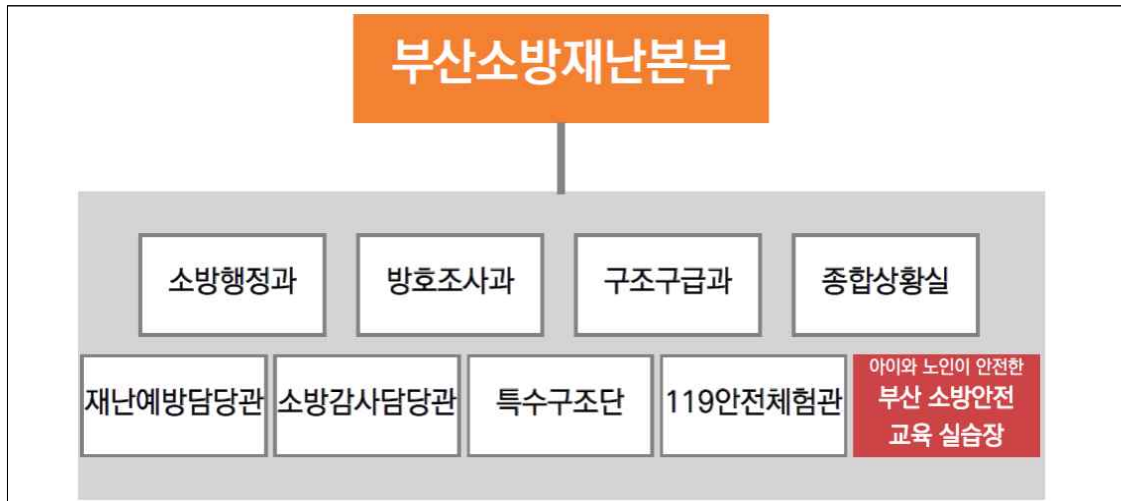 부산소방재난본부
소방행정과
방호조사과
구조구급과
종합상황실
재난예방담당관
소방감사담당관
특수구조단
119안전체험관
아이와 노인이 안전한
부산 소방안전
교육 실습장